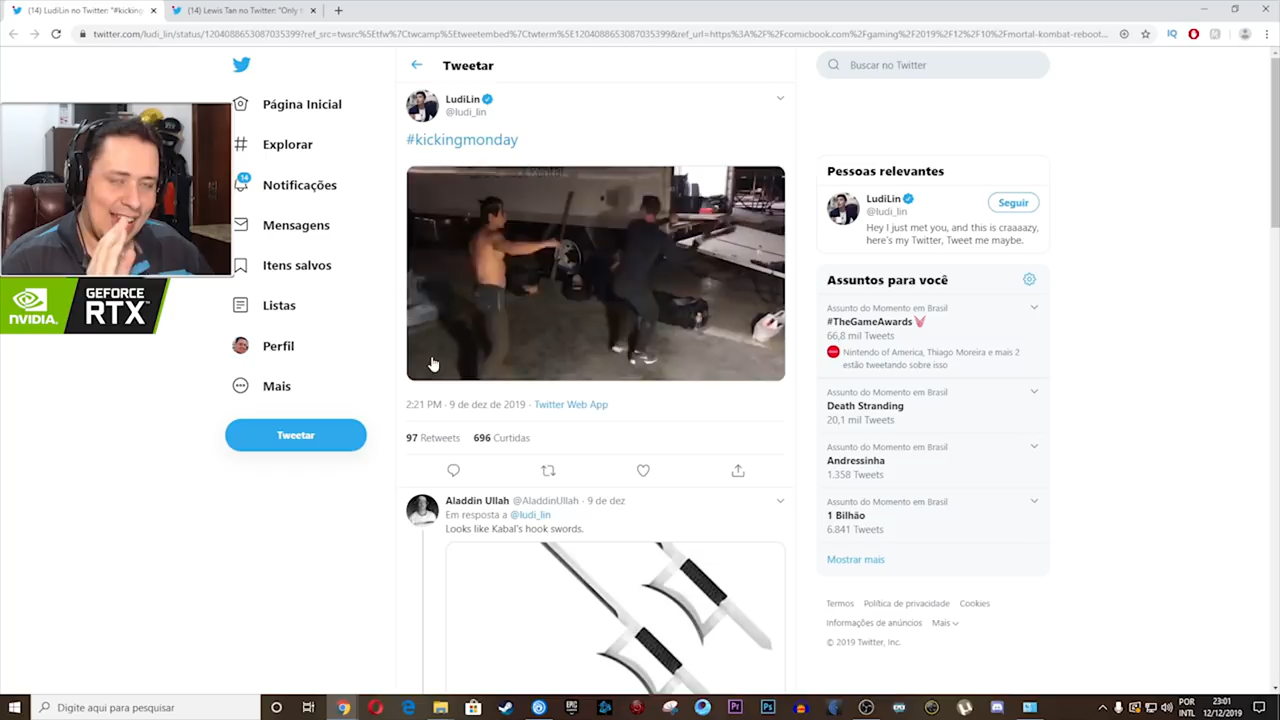 (14) LudiLin no Twitter: "#kicking
(14) Lewis Tan no Twitter: "Only t
twitter.com/ludi_lin/status/1204088653087035399?ref_src=twsrc%5Etfw%7Ctwcamp%5Etweetembed%7Ctwterm%5E1204088653087035399&ref_url=https%3A%2F%2Fcomicbook.com%2Fgaming%2F2019%2F12%2F10%2Fmortal-kombat-reboot...
IQ
Tweetar
Buscar no Twitter
Página Inicial
Explorar
14
Notificações
Mensagens
Itens salvos
Listas
Perfil
Mais
Tweetar
NVIDIA.
GEFORCE
RTX
LudiLin
@ludi_lin
#kickingmonday
2:21 PM · 9 de dez de 2019 · Twitter Web App
97 Retweets 696 Curtidas
Aladdin Ullah @AladdinUllah · 9 de dez
Em resposta a @ludi_lin
Looks like Kabal's hook swords.
Pessoas relevantes
LudiLin
@ludi_lin
Seguir
Hey I just met you, and this is craaaazy,
here's my Twitter, Tweet me maybe.
Assuntos para você
Assunto do Momento em Brasil
#TheGameAwards
66,8 mil Tweets
Nintendo of America, Thiago Moreira e mais 2
estão tweetando sobre isso
Assunto do Momento em Brasil
Death Stranding
20,1 mil Tweets
Assunto do Momento em Brasil
Andressinha
1.358 Tweets
Assunto do Momento em Brasil
1 Bilhão
6.841 Tweets
Mostrar mais
Termos Política de privacidade Cookies
Informações de anúncios Mais
© 2019 Twitter, Inc.
Digite aqui para pesquisar
EPIC
Pr
Ps
POR
INTL
23:01
12/12/2019